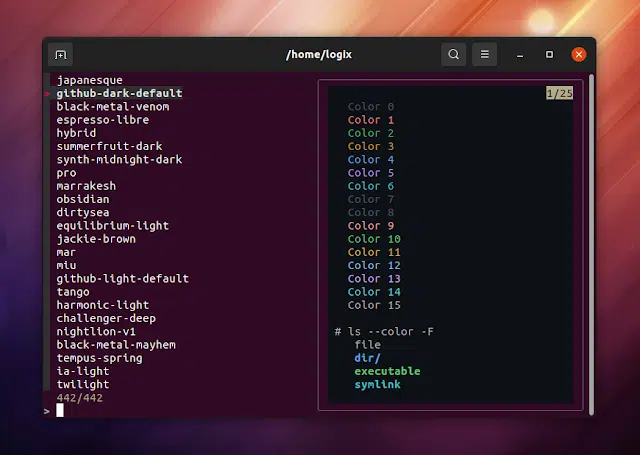 /home/logix
japanesque
> github-dark-default
black-metal-venom
espresso-libre
hybrid
summerfruit-dark
synth-midnight-dark
pro
marrakesh
obsidian
dirtysea
equilibrium-light
jackie-brown
mar
miu
github-light-default
tango
harmonic-light
challenger-deep
nightlion-v1
black-metal-mayhem
tempus-spring
ia-light
twilight
442/442
>
1/25
Color 0
Color 1
Color 2
Color 3
Color 4
Color 5
Color 6
Color 7
Color 8
Color 9
Color 10
Color 11
Color 12
Color 13
Color 14
Color 15
# ls --color -F
file
dir/
executable
symlink